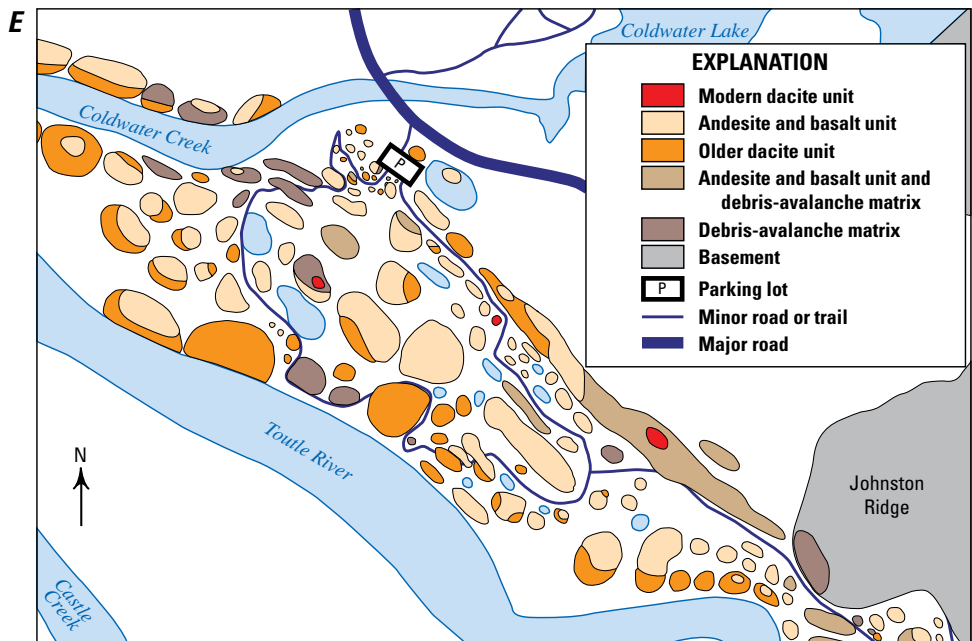 E
Coldwater Lake
EXPLANATION
Modern dacite unit
Andesite and basalt unit
Older dacite unit
Andesite and basalt unit and
debris-avalanche matrix
Debris-avalanche matrix
Basement
P Parking lot
Minor road or trail
Major road
Coldwater Creek
P
Toutle River
N
Johnston
Ridge
Castle
Creek